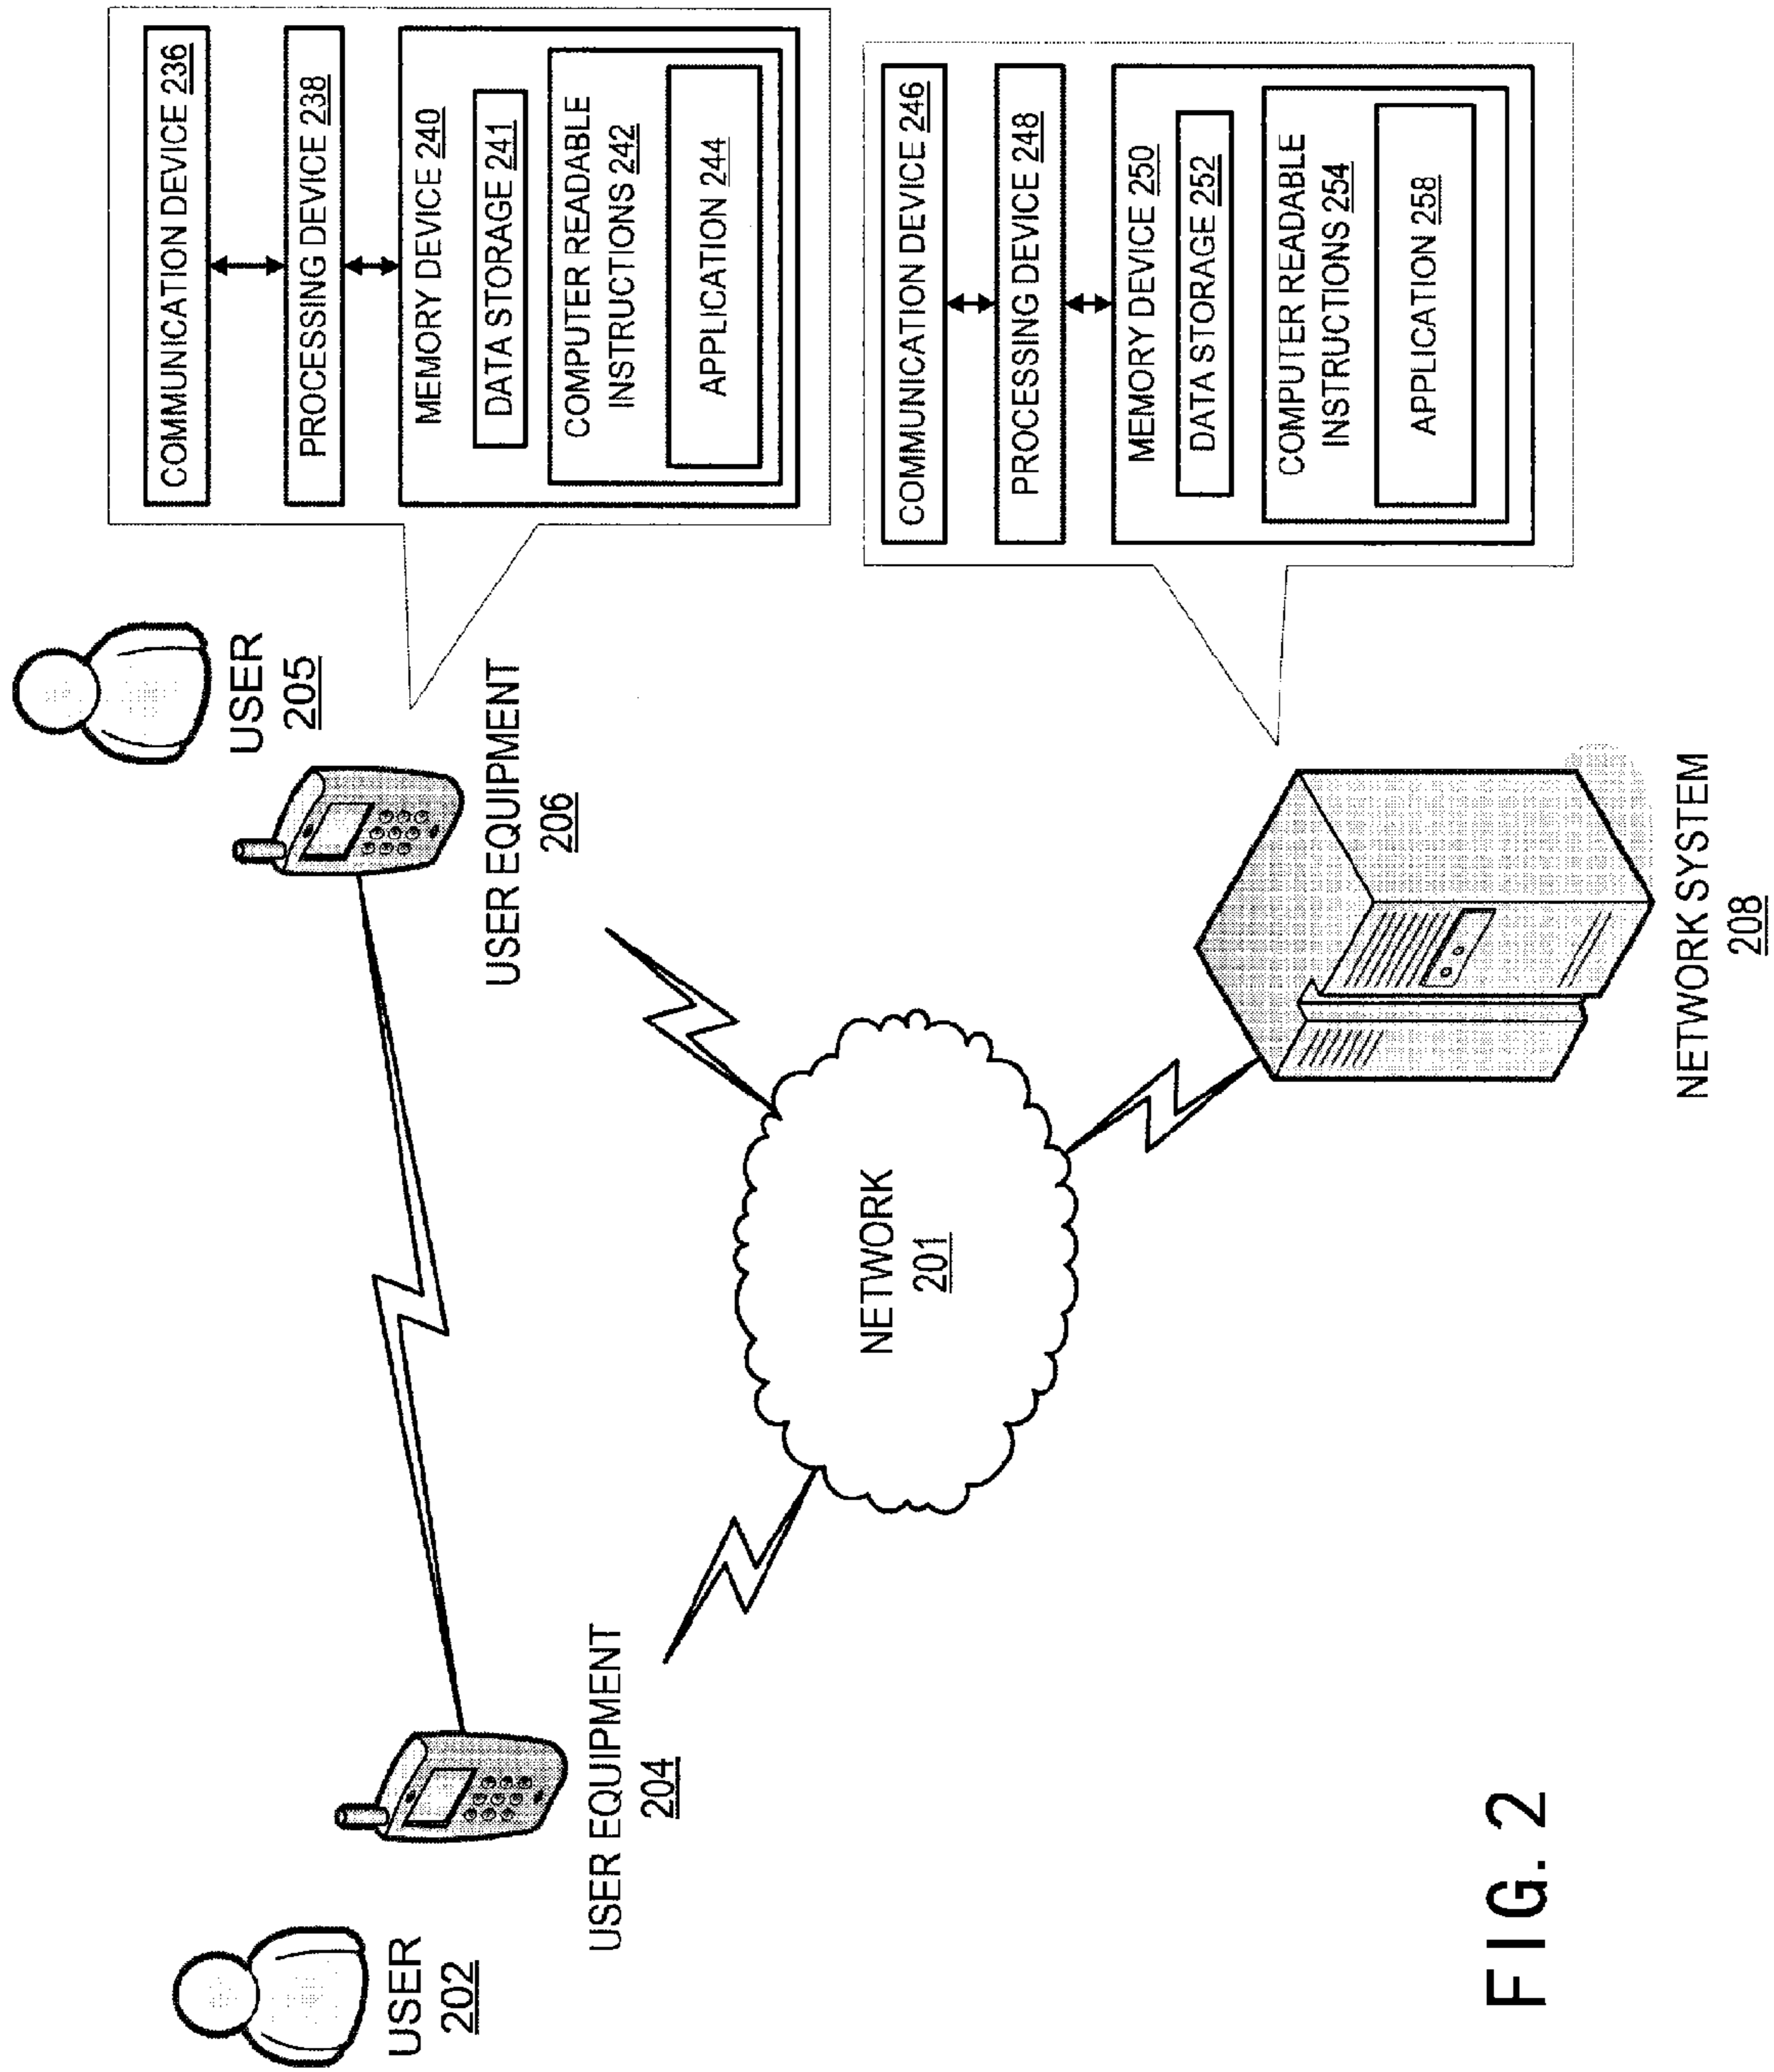 USER
202
USER EQUIPMENT
204
USER
205
USER EQUIPMENT
206
NETWORK
201
NETWORK SYSTEM
208
COMMUNICATION DEVICE 236
PROCESSING DEVICE 238
MEMORY DEVICE 240
DATA STORAGE 241
COMPUTER READABLE
INSTRUCTIONS 242
APPLICATION 244
COMMUNICATION DEVICE 246
PROCESSING DEVICE 248
MEMORY DEVICE 250
DATA STORAGE 252
COMPUTER READABLE
INSTRUCTIONS 254
APPLICATION 258
FIG. 2